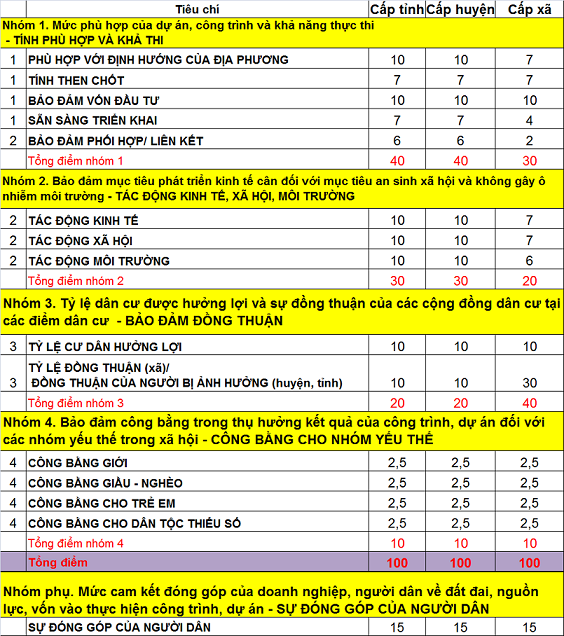 Tiêu chí Cấp tỉnh Cấp huyện Cấp xã
Nhóm 1. Mức phù hợp của dự án, công trình và khả năng thực thi
- TÍNH PHÙ HỢP VÀ KHẢ THI
1 PHÙ HỢP VỚI ĐỊNH HƯỚNG CỦA ĐỊA PHƯƠNG 10 10 7
1 TÍNH THEN CHỐT 7 7 7
1 BẢO ĐẢM VỐN ĐẦU TƯ 10 10 10
1 SẴN SÀNG TRIỂN KHAI 7 7 4
2 BẢO ĐẢM PHỐI HỢP/ LIÊN KẾT 6 6 2
Tổng điểm nhóm 1 40 40 30
Nhóm 2. Bảo đảm mục tiêu phát triển kinh tế cân đối với mục tiêu an sinh xã hội và không gây ô
nhiễm môi trường - TÁC ĐỘNG KINH TẾ, XÃ HỘI, MÔI TRƯỜNG
2 TÁC ĐỘNG KINH TẾ 10 10 7
2 TÁC ĐỘNG XÃ HỘI 10 10 7
2 TÁC ĐỘNG MÔI TRƯỜNG 10 10 6
Tổng điểm nhóm 2 30 30 20
Nhóm 3. Tỷ lệ dân cư được hưởng lợi và sự đồng thuận của các cộng đồng dân cư tại
các điểm dân cư - BẢO ĐẢM ĐỒNG THUẬN
3 TỶ LỆ CƯ DÂN HƯỞNG LỢI 10 10 10
TỶ LỆ ĐỒNG THUẬN (xã)/
3 ĐỒNG THUẬN CỦA NGƯỜI BỊ ẢNH HƯỞNG (huyện, tỉnh) 10 10 30
Tổng điểm nhóm 3 20 20 40
Nhóm 4. Bảo đảm công bằng trong thụ hưởng kết quả của công trình, dự án đối với
các nhóm yếu thế trong xã hội - CÔNG BẰNG CHO NHÓM YẾU THẾ
4 CÔNG BẰNG GIỚI 2,5 2,5 2,5
4 CÔNG BẰNG GIẦU - NGHÈO 2,5 2,5 2,5
4 CÔNG BẰNG CHO TRẺ EM 2,5 2,5 2,5
4 CÔNG BẰNG CHO DÂN TỘC THIỂU SỐ 2,5 2,5 2,5
Tổng điểm nhóm 4 10 10 10
Tổng điểm 100 100 100
Nhóm phụ. Mức cam kết đóng góp của doanh nghiệp, người dân về đất đai, nguồn
lực, vốn vào thực hiện công trình, dự án - SỰ ĐÓNG GÓP CỦA NGƯỜI DÂN
SỰ ĐÓNG GÓP CỦA NGƯỜI DÂN 15 15 15